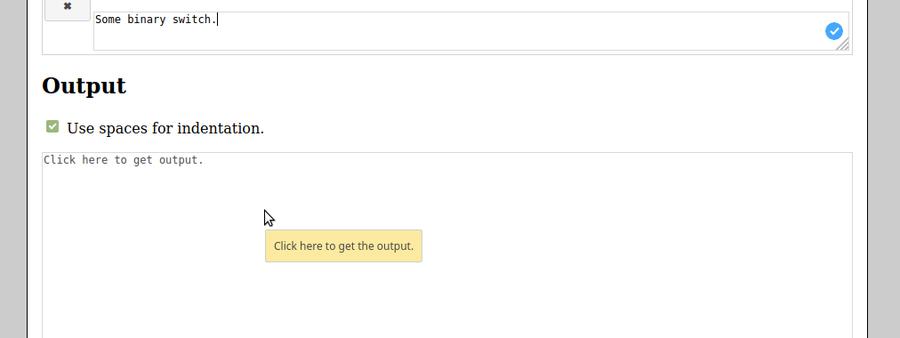 Some binary switch.
Output
Use spaces for indentation.
Click here to get output.
Click here to get the output.